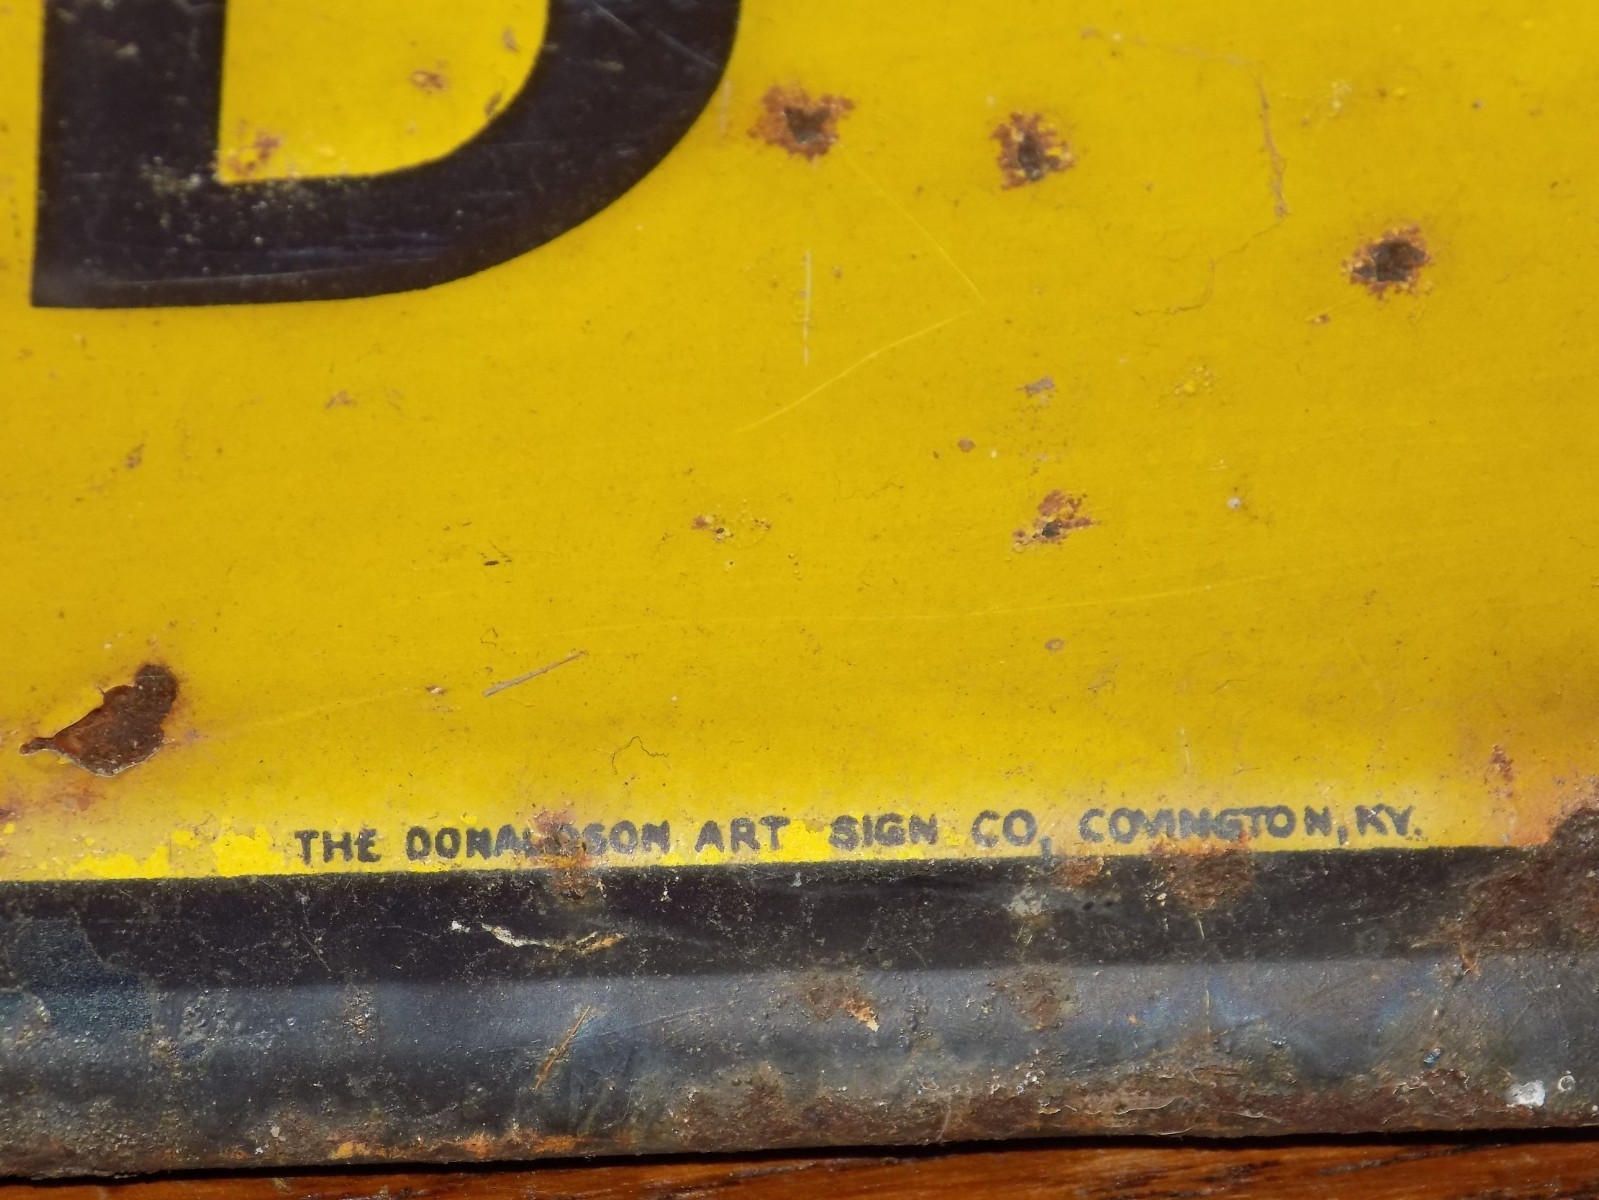 D
THE DONALDSON ART SIGN CO, COVINGTON, KY.